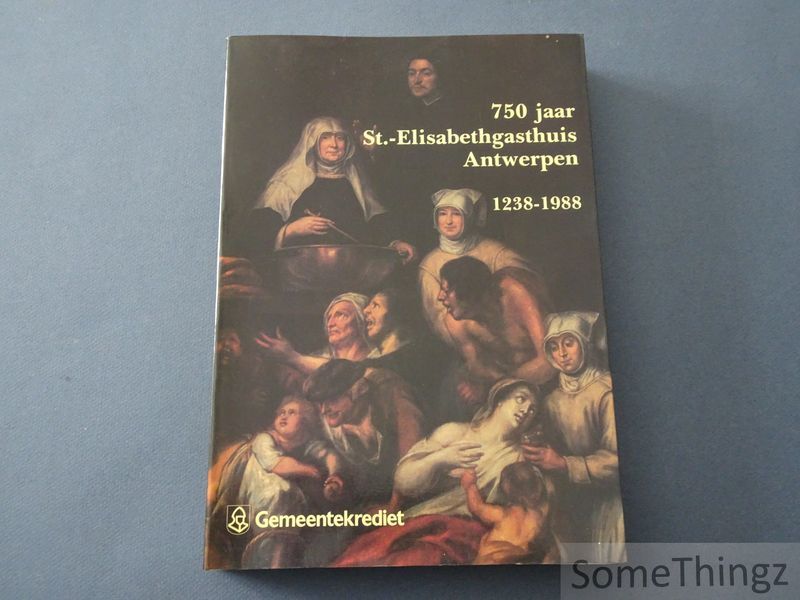 750 jaar
St.-Elisabethgasthuis
Antwerpen
1238-1988
Gemeentekrediet
SomeThingz